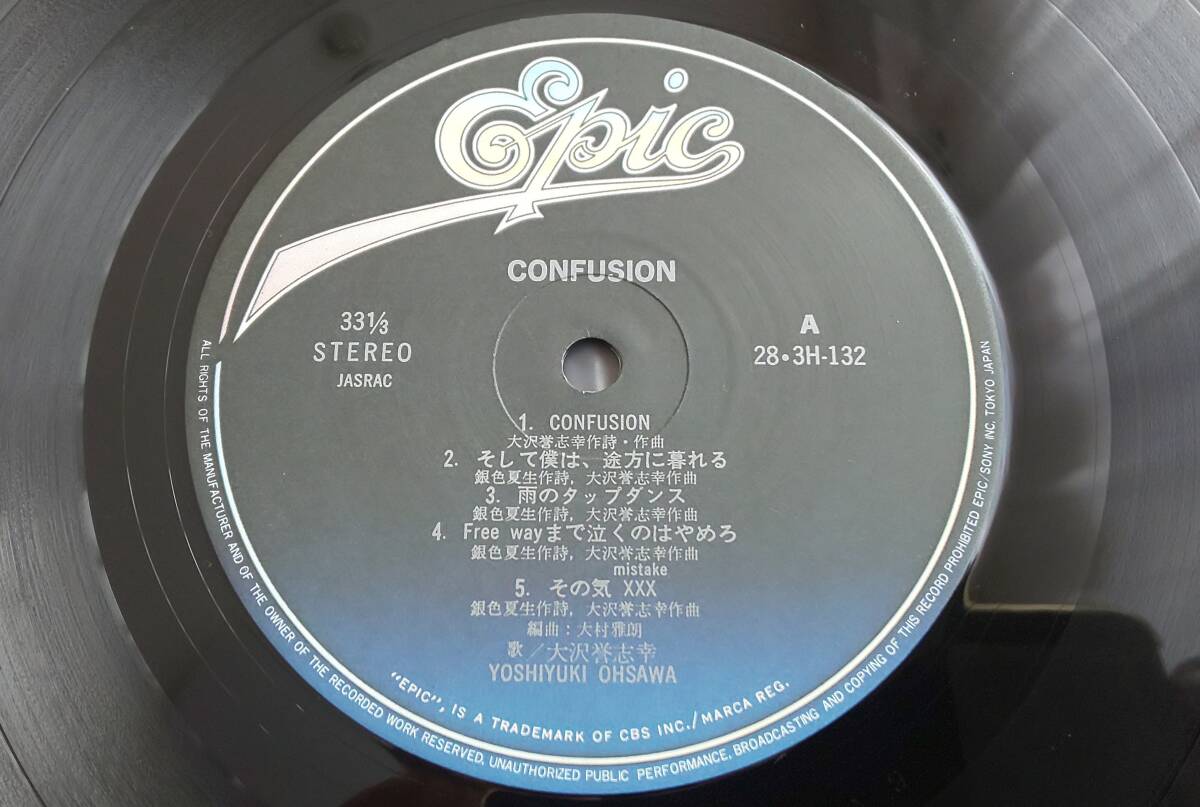 Epic
CONFUSION
33⅓
STEREO
JASRAC
A
28・3H-132
1. CONFUSION
大沢誉志幸作詩・作曲
2. そして僕は、途方に暮れる
銀色夏生作詩, 大沢誉志幸作曲
3. 雨のタップダンス
銀色夏生作詩, 大沢誉志幸作曲
4. Free wayまで泣くのはやめろ
銀色夏生作詩, 大沢誉志幸作曲
mistake
5. その気 XXX
銀色夏生作詩, 大沢誉志幸作曲
編曲：大村雅朗
歌／大沢誉志幸
YOSHIYUKI OHSAWA
"EPIC", IS A TRADEMARK OF CBS INC./MARCA REG.
ALL RIGHTS OF THE MANUFACTURER AND OF THE OWNER OF THE RECORDED WORK RESERVED. UNAUTHORIZED PUBLIC PERFORMANCE, BROADCASTING AND COPYING OF THIS RECORD PROHIBITED EPIC/SONY INC. TOKYO JAPAN